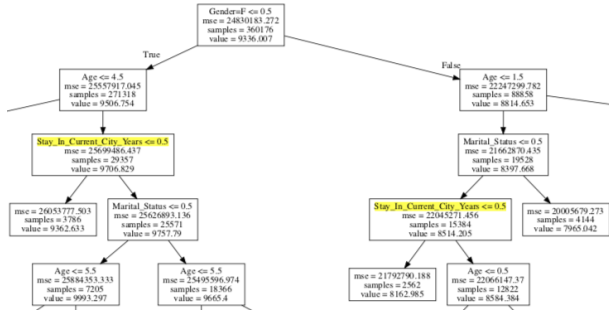 Gender=F <= 0.5
mse = 24830183.272
samples = 360176
value = 9336.007
True
False
Age <= 4.5
mse = 25557917.045
samples = 271318
value = 9506.754
Age <= 1.5
mse = 22247299.782
samples = 88858
value = 8814.653
Stay_In_Current_City_Years <= 0.5
mse = 25699486.437
samples = 29357
value = 9706.829
Marital_Status <= 0.5
mse = 21662870.435
samples = 19528
value = 8397.668
mse = 26053777.503
samples = 3786
value = 9362.633
Marital_Status <= 0.5
mse = 25626893.136
samples = 25571
value = 9757.79
Stay_In_Current_City_Years <= 0.5
mse = 22045271.456
samples = 15384
value = 8514.205
mse = 20005679.273
samples = 4144
value = 7965.042
Age <= 5.5
mse = 25884353.333
samples = 7205
value = 9993.297
Age <= 5.5
mse = 25495596.974
samples = 18366
value = 9665.4
mse = 21792790.188
samples = 2562
value = 8162.985
Age <= 0.5
mse = 22066147.37
samples = 12822
value = 8584.384